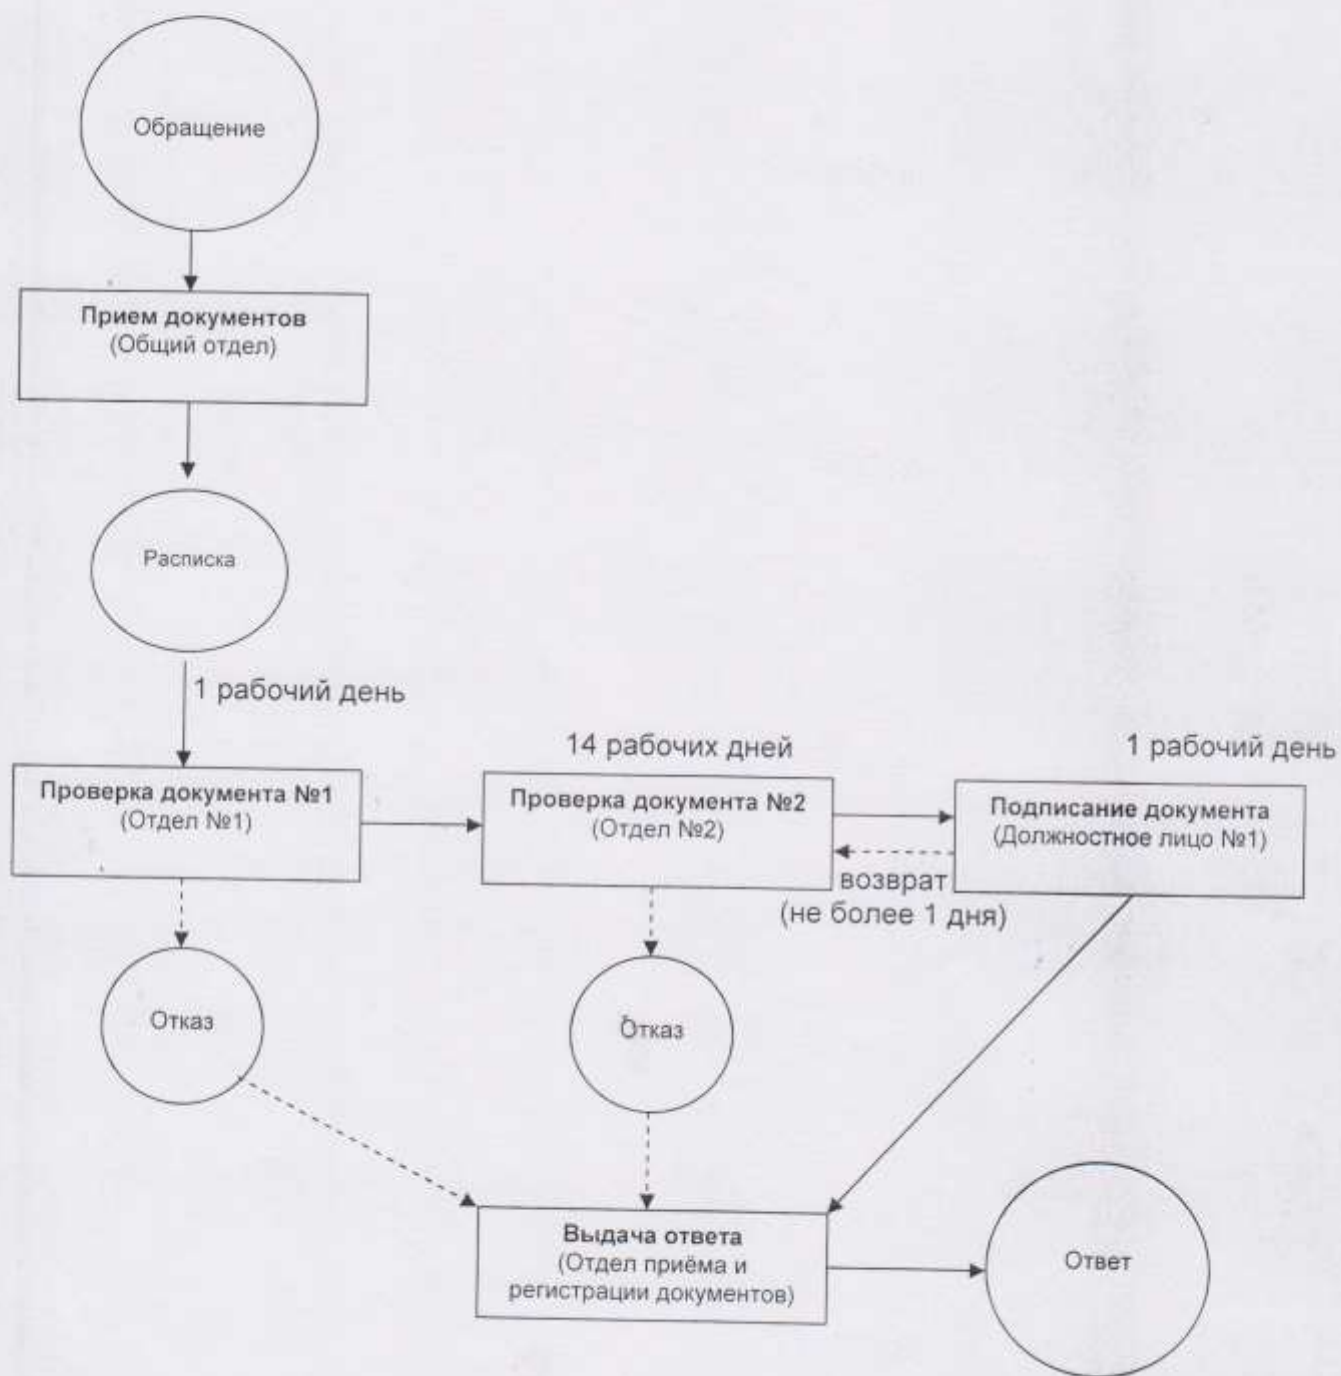 Обращение
Прием документов
(Общий отдел)
Расписка
1 рабочий день
14 рабочих дней
1 рабочий день
Проверка документа №1
(Отдел №1)
Проверка документа №2
(Отдел №2)
Подписание документа
(Должностное лицо №1)
возврат
(не более 1 дня)
Отказ
Отказ
Выдача ответа
(Отдел приёма и
регистрации документов)
Ответ